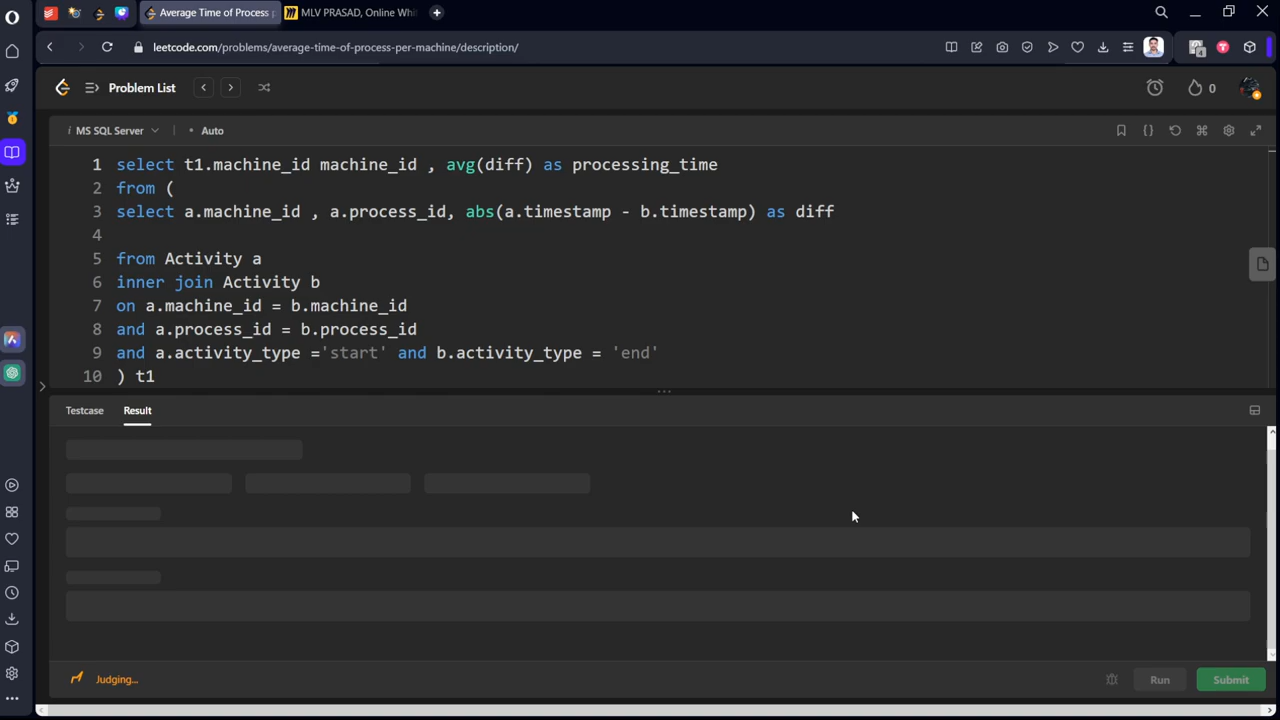 Average Time of Process p
MLV PRASAD, Online Whi
leetcode.com/problems/average-time-of-process-per-machine/description/
4
Problem List
0
i MS SQL Server
• Auto
1 select t1.machine_id machine_id , avg(diff) as processing_time
2 from (
3 select a.machine_id , a.process_id, abs(a.timestamp - b.timestamp) as diff
4
5 from Activity a
6 inner join Activity b
7 on a.machine_id = b.machine_id
8 and a.process_id = b.process_id
9 and a.activity_type ='start' and b.activity_type = 'end'
10 ) t1
Testcase Result
Judging...
Run Submit